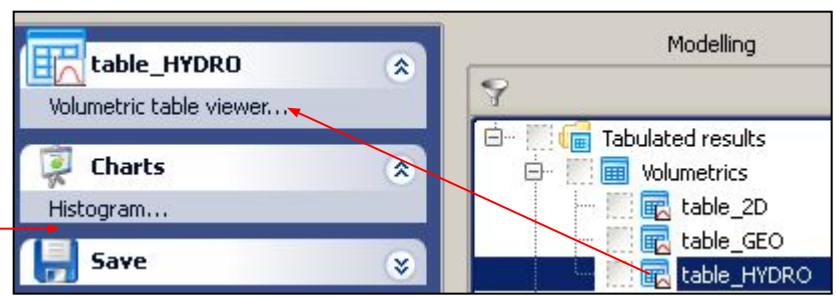 table_HYDRO
Volumetric table viewer...
Charts
Histogram...
Save
Modelling
Tabulated results
Volumetrics
table_2D
table_GEO
table_HYDRO